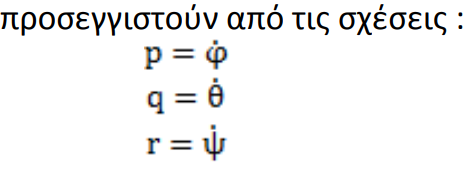 προσεγγιστούν από τις σχέσεις :
p = φ̇
q = θ̇
r = ψ̇